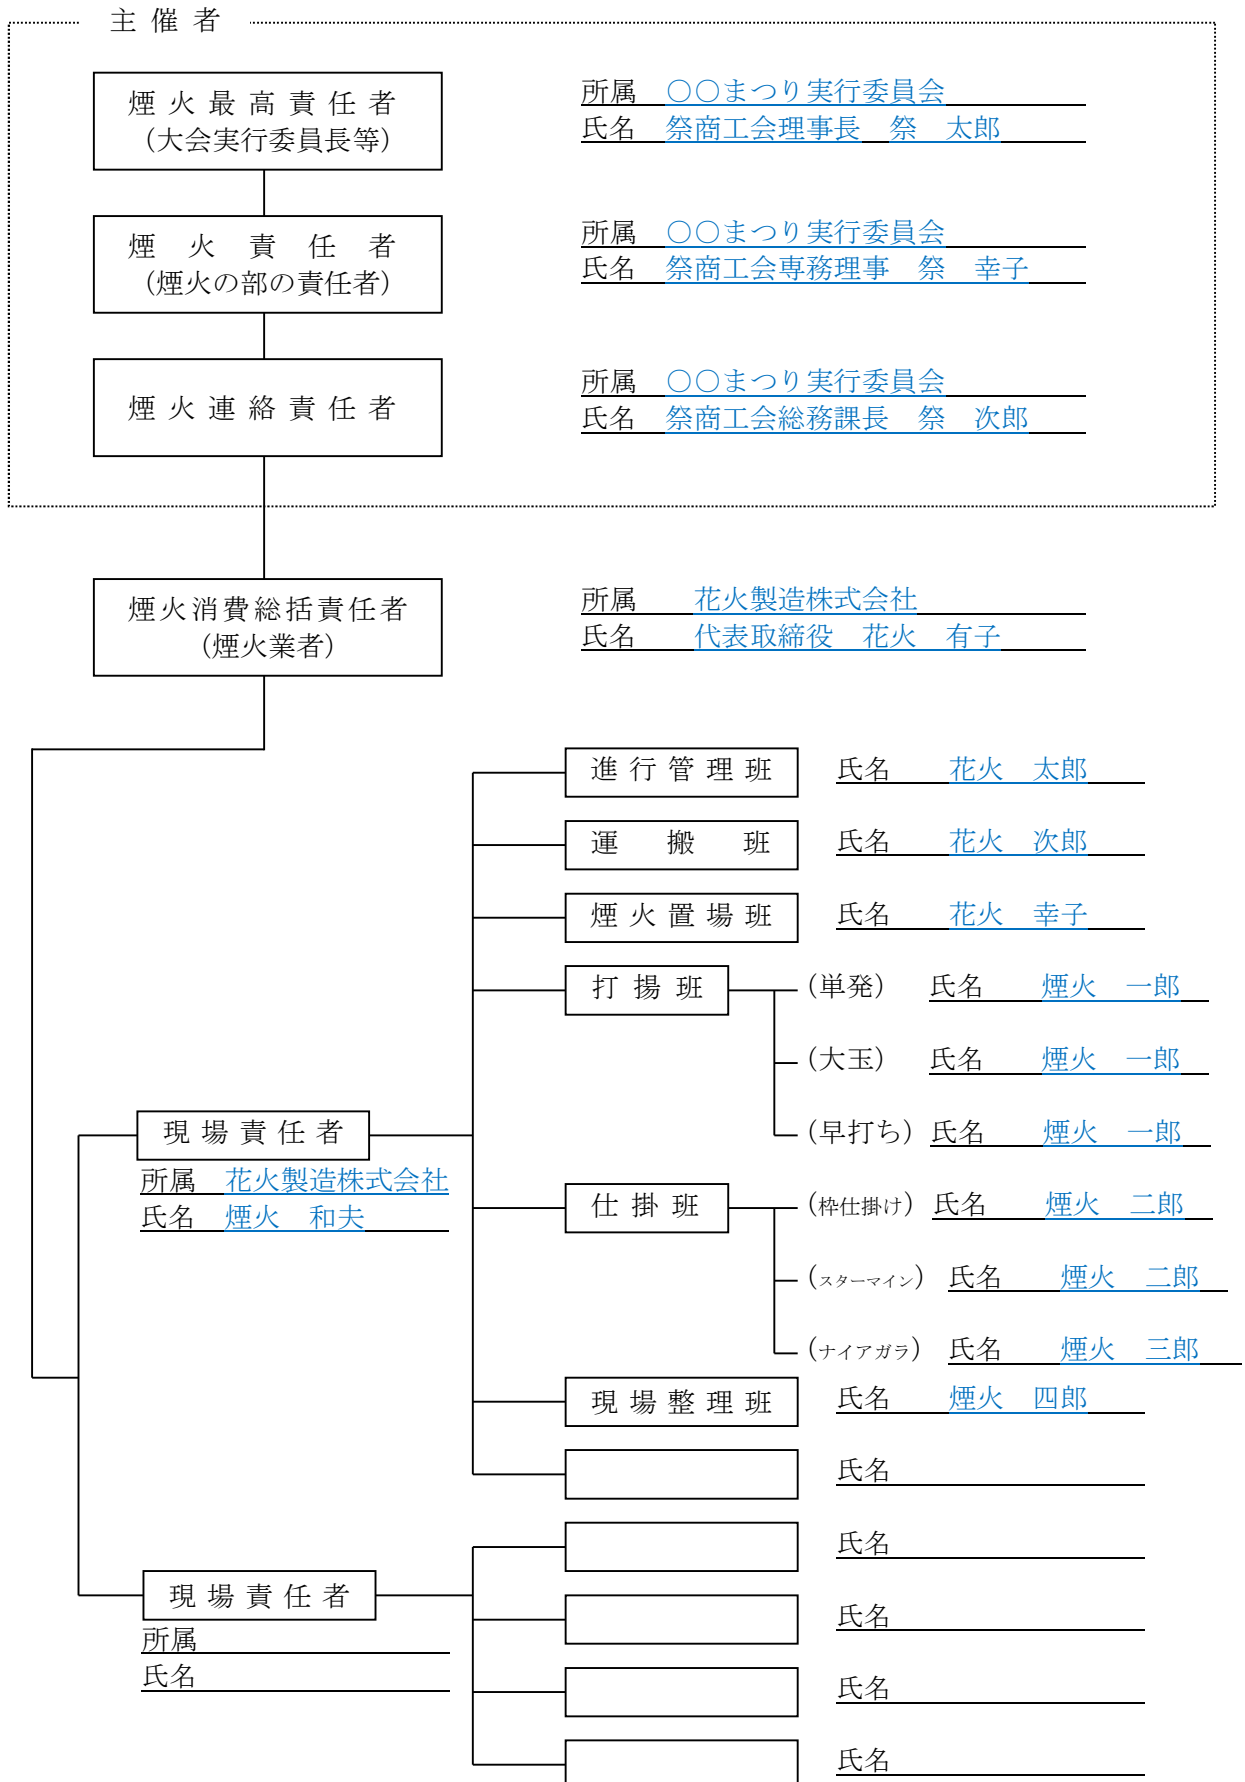 主催者
煙火最高責任者
(大会実行委員長等)
所属　〇〇まつり実行委員会
氏名　祭商工会理事長　祭　太郎
煙火責任者
(煙火の部の責任者)
所属　〇〇まつり実行委員会
氏名　祭商工会専務理事　祭　幸子
煙火連絡責任者
所属　〇〇まつり実行委員会
氏名　祭商工会総務課長　祭　次郎
煙火消費総括責任者
(煙火業者)
所属　花火製造株式会社
氏名　代表取締役　花火　有子
進行管理班　氏名　花火　太郎
運搬班　氏名　花火　次郎
煙火置場班　氏名　花火　幸子
打揚班　(単発)　氏名　煙火　一郎
(大玉)　氏名　煙火　一郎
(早打ち)　氏名　煙火　一郎
現場責任者
所属　花火製造株式会社
氏名　煙火　和夫
仕掛班　(枠仕掛け)　氏名　煙火　二郎
(スターマイン)　氏名　煙火　二郎
(ナイアガラ)　氏名　煙火　三郎
現場整理班　氏名　煙火　四郎
氏名
氏名
現場責任者
所属
氏名
氏名
氏名
氏名